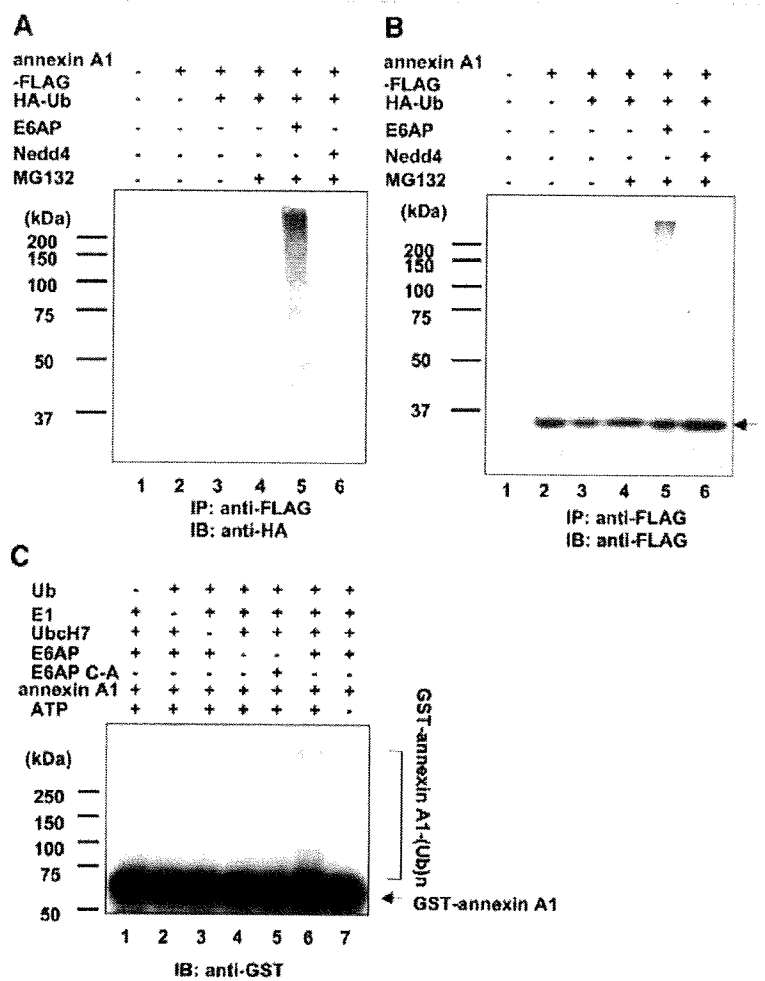 A
annexin A1
-FLAG - + + + + +
HA-Ub - - + + + +
E6AP - - - - + -
Nedd4 - - - - - +
MG132 - - - + + +
(kDa)
200
150
100
75
50
37
1 2 3 4 5 6
IP: anti-FLAG
IB: anti-HA
B
annexin A1
-FLAG - + + + + +
HA-Ub - - + + + +
E6AP - - - - + -
Nedd4 - - - - - +
MG132 - - - + + +
(kDa)
200
150
100
75
50
37
1 2 3 4 5 6
IP: anti-FLAG
IB: anti-FLAG
C
Ub - + + + + + +
E1 + - + + + + +
UbcH7 + + - + + + +
E6AP + + + - - + +
E6AP C-A - - - - + - -
annexin A1 + + + + + + +
ATP + + + + + + -
(kDa)
250
150
100
75
50
GST-annexin A1-(Ub)n
GST-annexin A1
1 2 3 4 5 6 7
IB: anti-GST